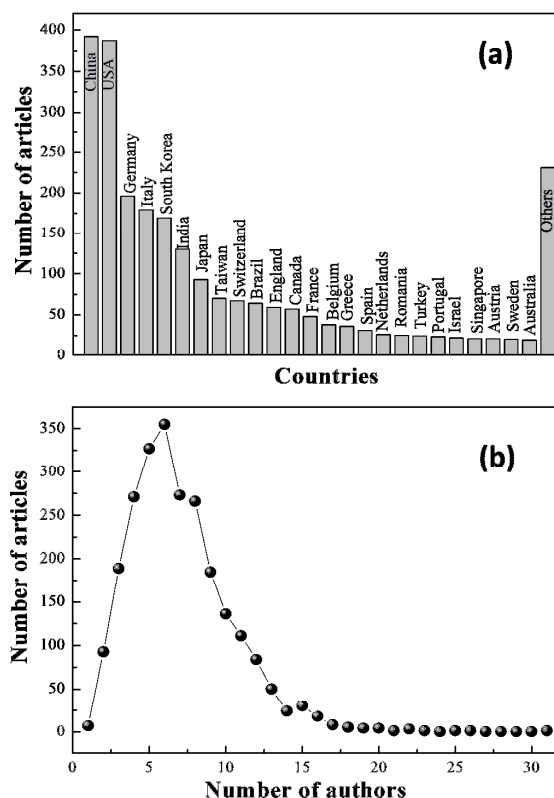 (a)
Number of articles
400
350
300
250
200
150
100
50
0
China
USA
Germany
Italy
South Korea
India
Japan
Taiwan
Switzerland
Brazil
England
Canada
France
Belgium
Greece
Spain
Netherlands
Romania
Turkey
Portugal
Israel
Singapore
Austria
Sweden
Australia
Others
Countries
(b)
Number of articles
350
300
250
200
150
100
50
0
0 5 10 15 20 25 30
Number of authors